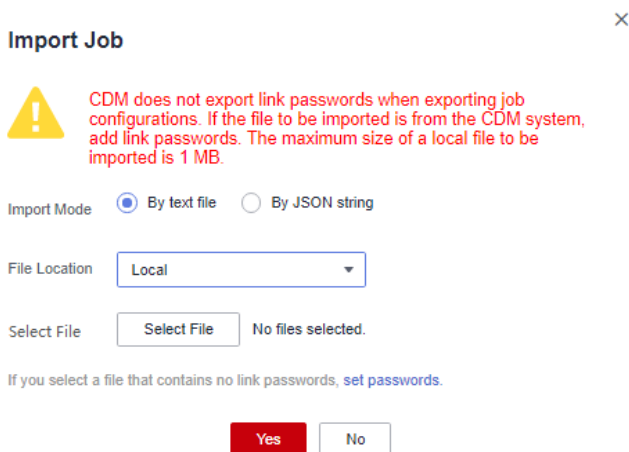 Import Job
CDM does not export link passwords when exporting job
configurations. If the file to be imported is from the CDM system,
add link passwords. The maximum size of a local file to be
imported is 1 MB.
Import Mode By text file By JSON string
File Location Local
Select File Select File No files selected.
If you select a file that contains no link passwords, set passwords.
Yes No